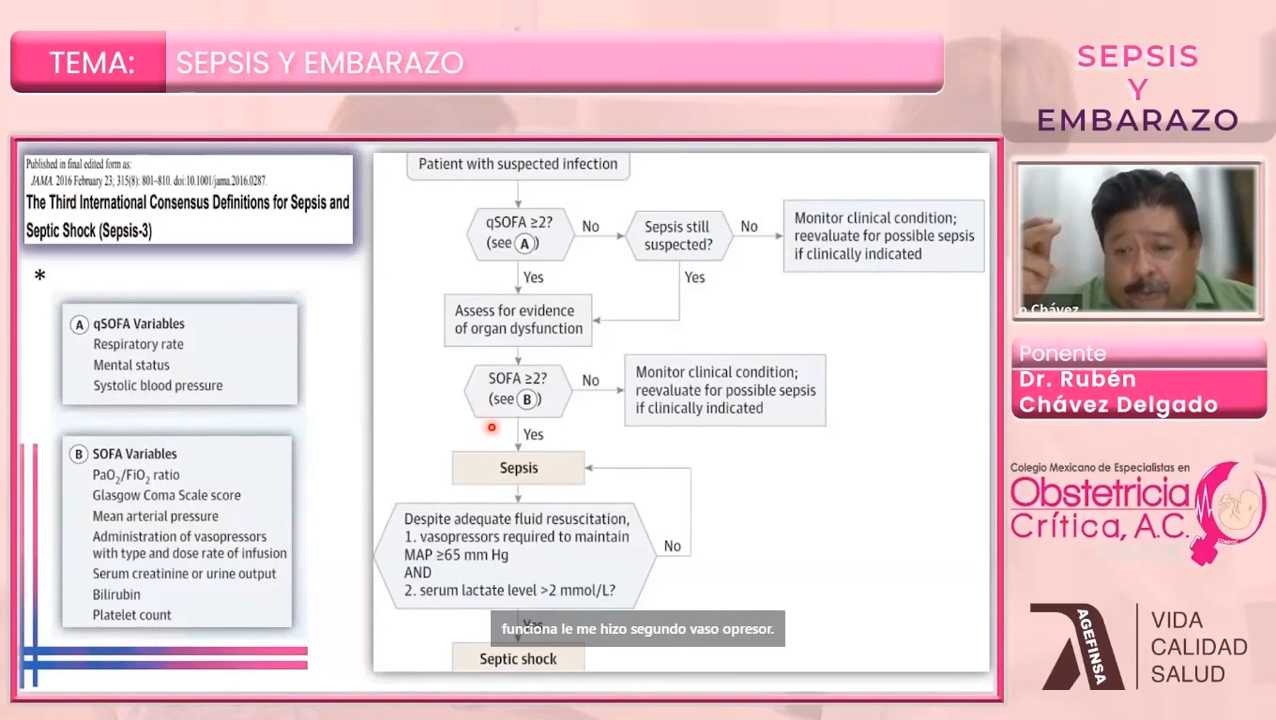 TEMA:
SEPSIS Y EMBARAZO
SEPSIS
Y
EMBARAZO
Published in final edited form as:
JAMA. 2016 February 23; 315(8): 801–810. doi:10.1001/jama.2016.0287.
The Third International Consensus Definitions for Sepsis and
Septic Shock (Sepsis-3)
*
A qSOFA Variables
Respiratory rate
Mental status
Systolic blood pressure
B SOFA Variables
PaO2/FiO2 ratio
Glasgow Coma Scale score
Mean arterial pressure
Administration of vasopressors
with type and dose rate of infusion
Serum creatinine or urine output
Bilirubin
Platelet count
Patient with suspected infection
qSOFA ≥2?
(see A)
No
Sepsis still
suspected?
No
Monitor clinical condition;
reevaluate for possible sepsis
if clinically indicated
Yes
Yes
Assess for evidence
of organ dysfunction
SOFA ≥2?
(see B)
No
Monitor clinical condition;
reevaluate for possible sepsis
if clinically indicated
Yes
Sepsis
Despite adequate fluid resuscitation,
1. vasopressors required to maintain
MAP ≥65 mm Hg
AND
2. serum lactate level >2 mmol/L?
No
Yes
funciona le me hizo segundo vaso opresor.
Septic shock
Chávez
Ponente
Dr. Rubén
Chávez Delgado
Colegio Mexicano de Especialistas en
Obstetricia
Crítica, A.C.
AGEFINSA
VIDA
CALIDAD
SALUD